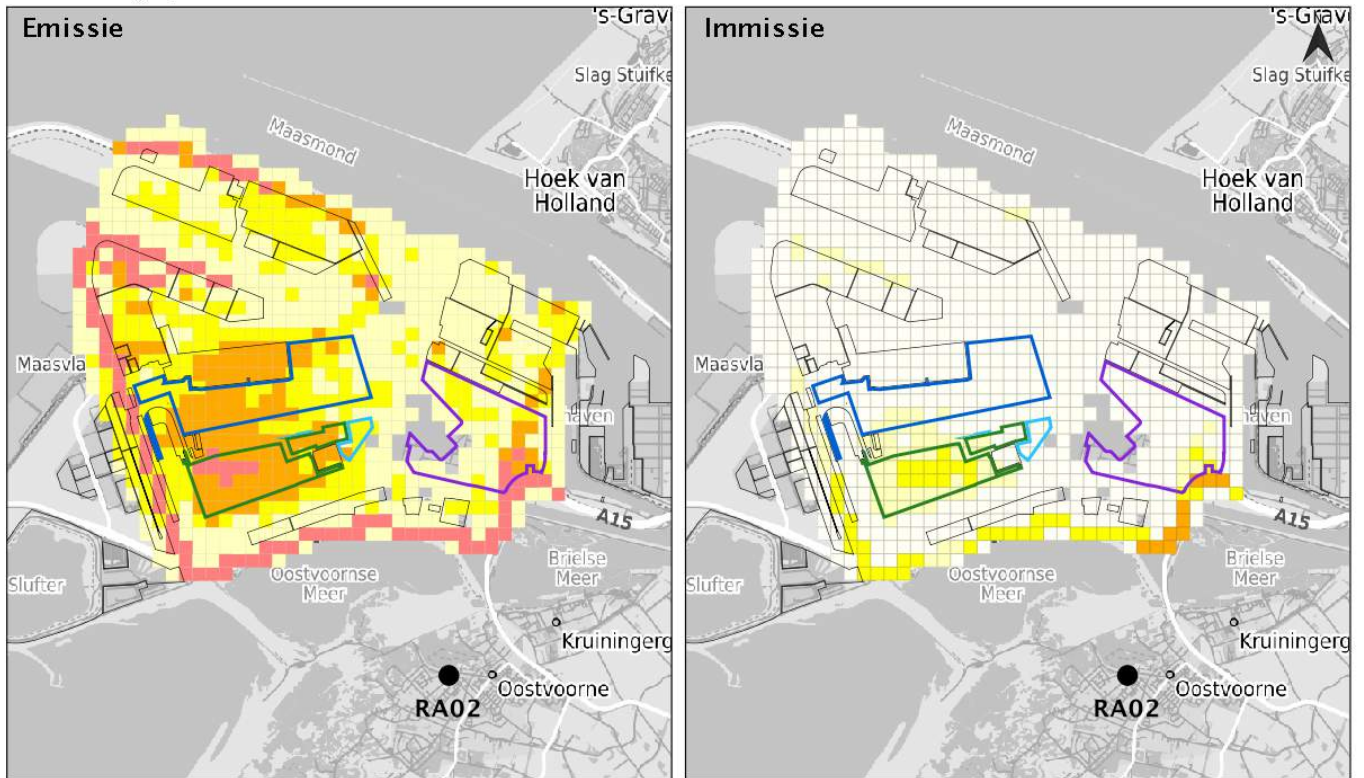 Emissie
's-Grav
Slag Stuifke
Maasmond
Hoek van
Holland
Maasvla
haven
A15
Slufter
Oostvoornse
Meer
Brielse
Meer
Kruiningerg
Oostvoorne
RA02
Immissie
's-Grav
Slag Stuifke
Maasmond
Hoek van
Holland
Maasvla
haven
A15
Slufter
Oostvoornse
Meer
Brielse
Meer
Kruiningerg
Oostvoorne
RA02